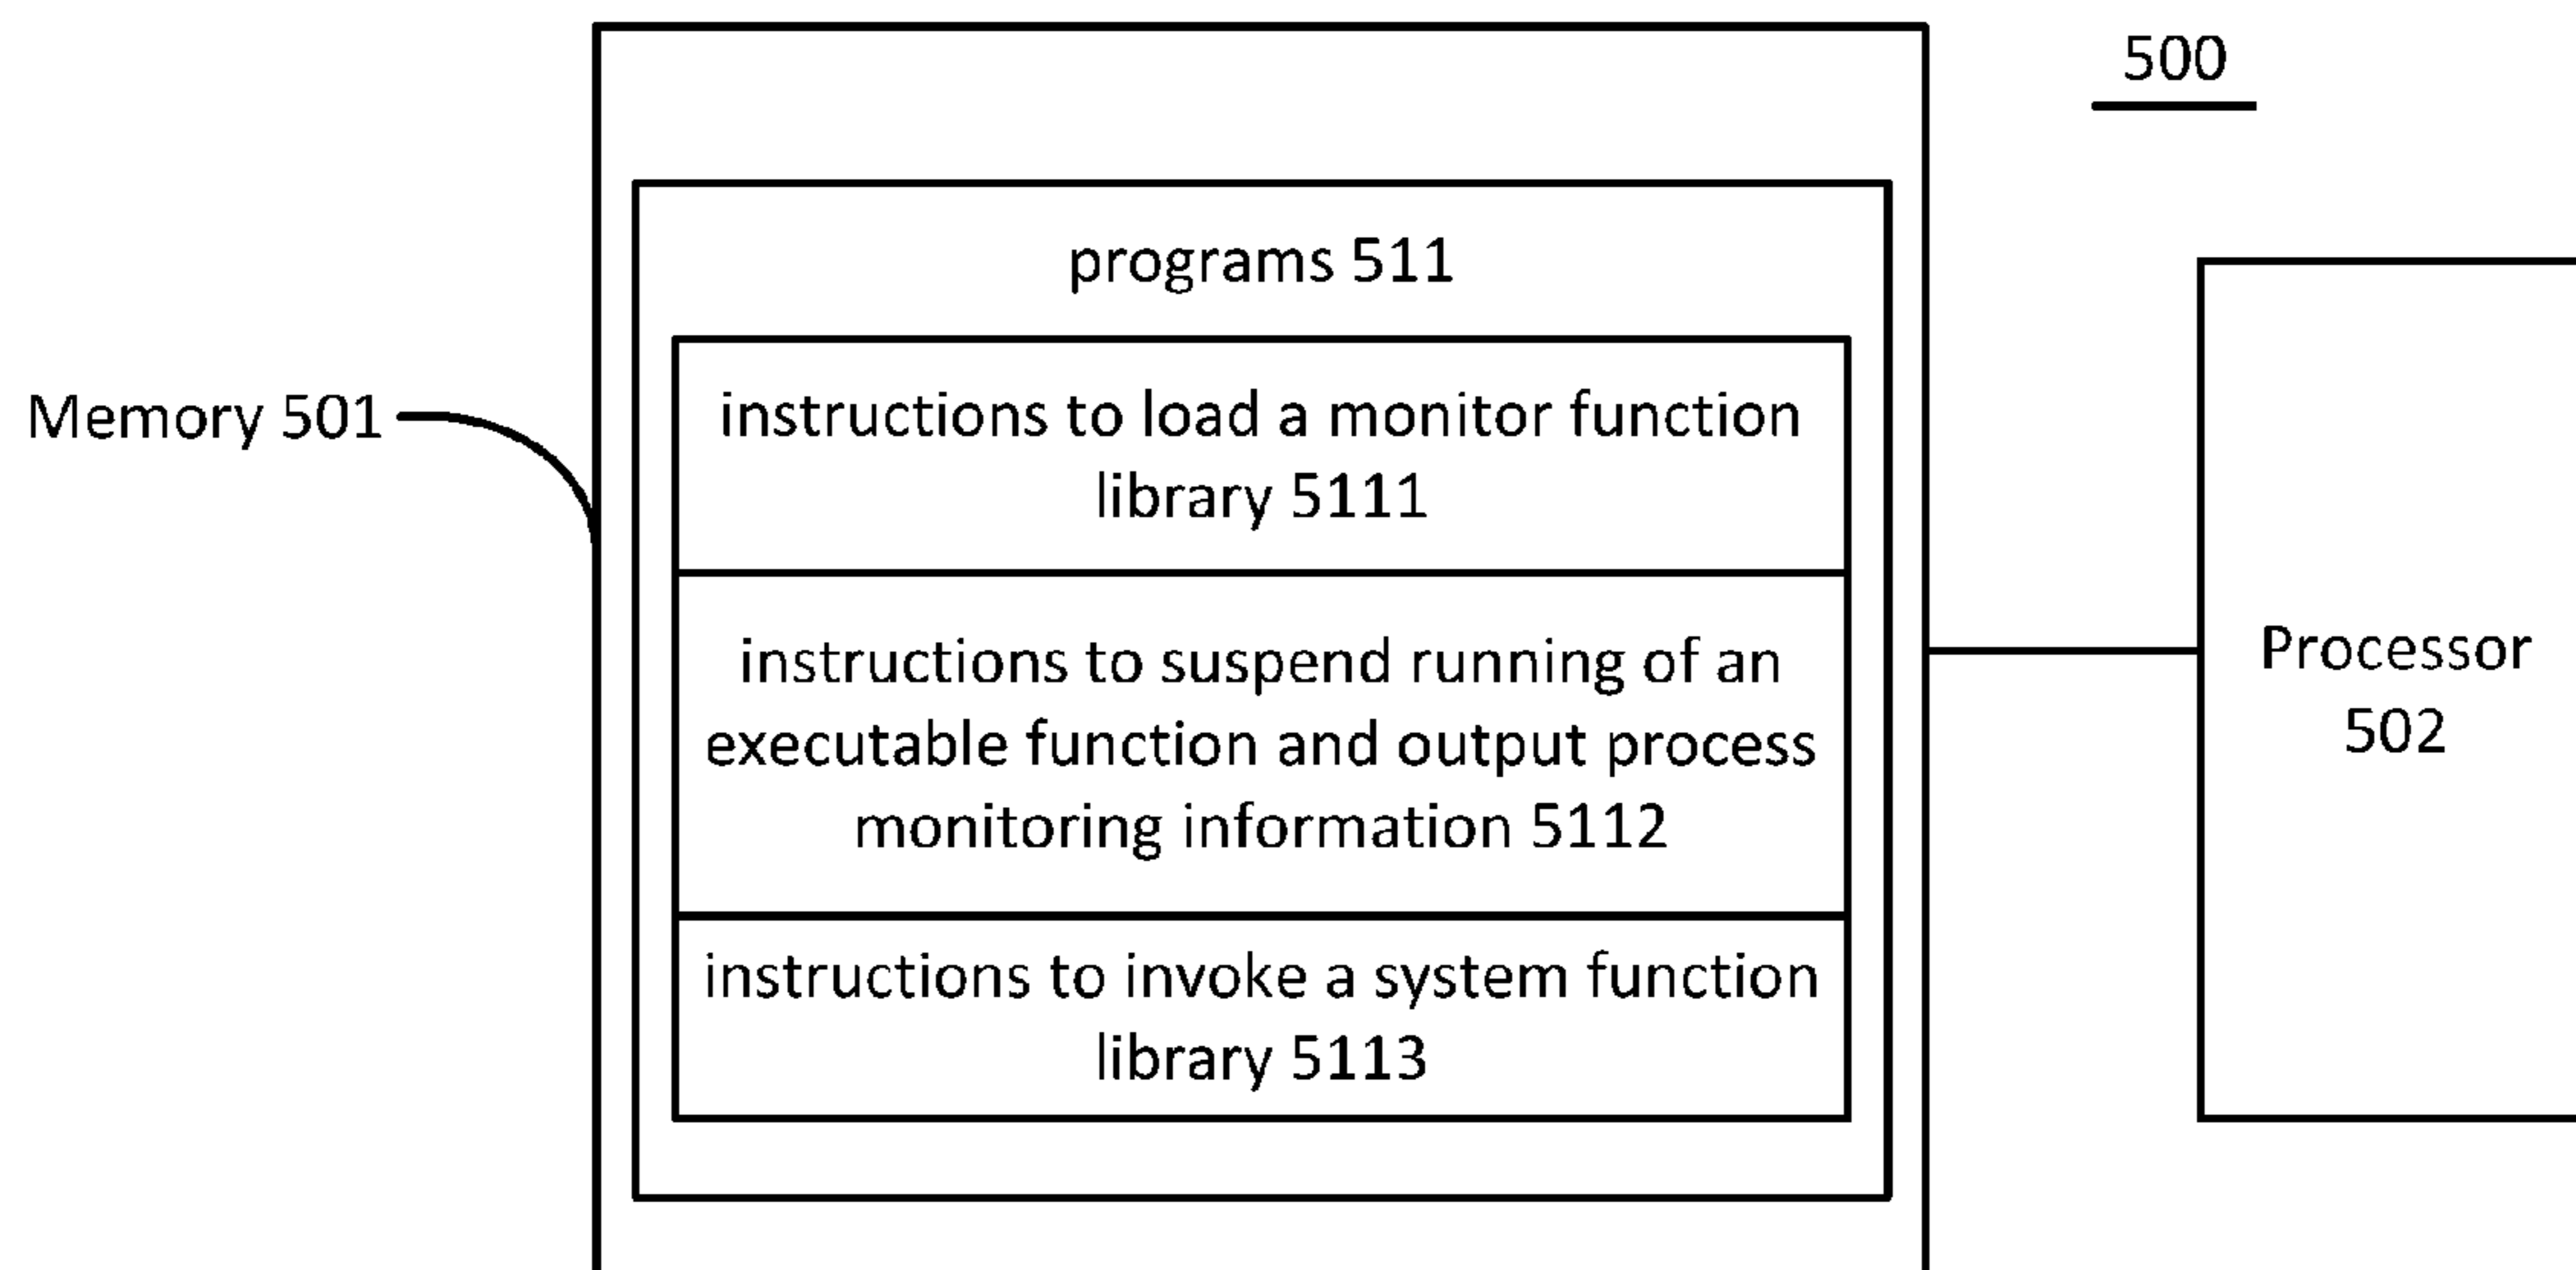 500
programs 511
instructions to load a monitor function
library 5111
Memory 501
instructions to suspend running of an
executable function and output process
monitoring information 5112
Processor
502
instructions to invoke a system function
library 5113